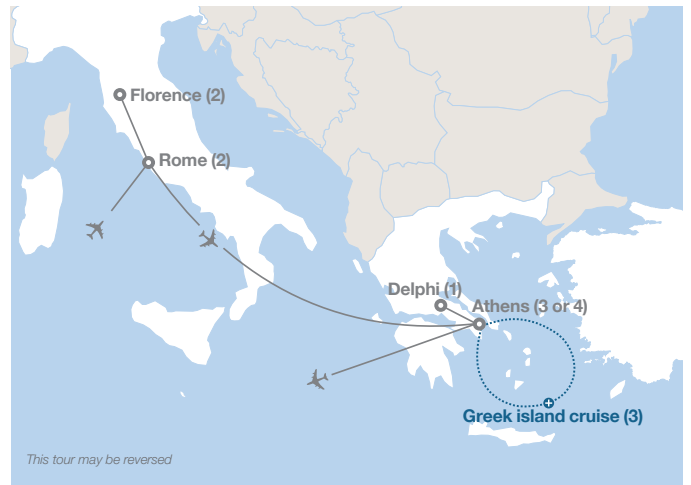 Florence (2)
Rome (2)
Delphi (1)
Athens (3 or 4)
Greek island cruise (3)
This tour may be reversed